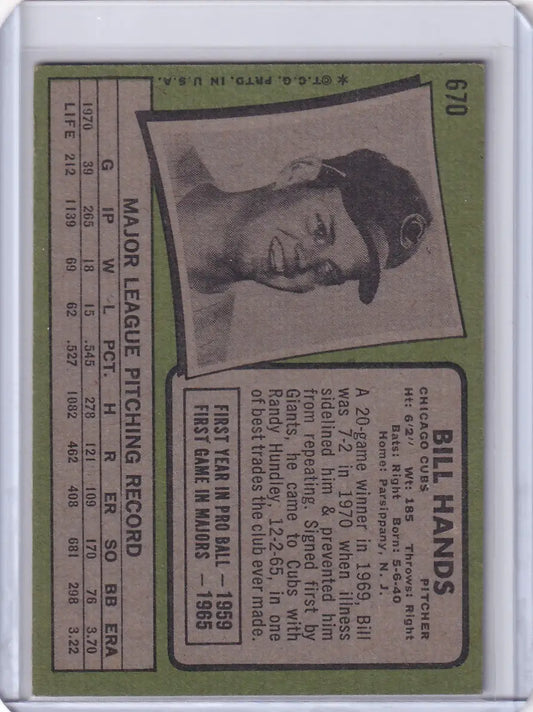 670
BILL HANDS
CHICAGO CUBS PITCHER
Ht: 6'2" Wt: 185 Throws: Right
Bats: Right Born: 5-6-40
Home: Parsippany, N. J.
A 20-game winner in 1969, Bill
was 7-2 in 1970 when illness
sidelined him & prevented him
from repeating. Signed first by
Giants, he came to Cubs with
Randy Hundley, 12-2-65, in one
of best trades the club ever made.
FIRST YEAR IN PRO BALL — 1959
FIRST GAME IN MAJORS — 1965
MAJOR LEAGUE PITCHING RECORD
G IP W L PCT. H R ER SO BB ERA
1970 39 265 18 15 .545 278 121 109 170 76 3.70
LIFE 212 1139 69 62 .527 1082 462 408 681 298 3.22
*©T.C.G. PRTD. IN U.S.A.
C